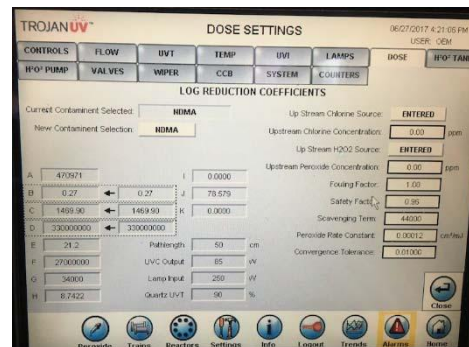 TROJANUV DOSE SETTINGS 06/27/2017 4:21:06 PM
USER: OEM
CONTROLS FLOW UVT TEMP UVI LAMPS DOSE H²O² TANK
H²O² PUMP VALVES WIPER CCB SYSTEM COUNTERS
LOG REDUCTION COEFFICIENTS
Current Contaminent Selected: NDMA Up Stream Chlorine Source: ENTERED
New Contaminent Selection: NDMA Upstream Chlorine Concentration: 0.00 ppm
Up Stream H2O2 Source: ENTERED
Upstream Peroxide Concentration: 0.00 ppm
A 470971 I 0.0000 Fouling Factor: 1.00
B 0.27 0.27 J 78.579 Safety Factor 0.95
C 1469.90 1469.90 K 0.0000 Scavenging Term: 44000
D 330000000 330000000 Peroxide Rate Constant: 0.00012
E 21.2 Pathlength 50 cm Convergence Tolerance: 0.01000
F 27000000 UVC Output 85 W
G 34000 Lamp Input 250 W
H 8.7422 Quartz UVT 90 %
Close
Peroxide Trains Reactors Settings Info Logout Trends Alarms Home